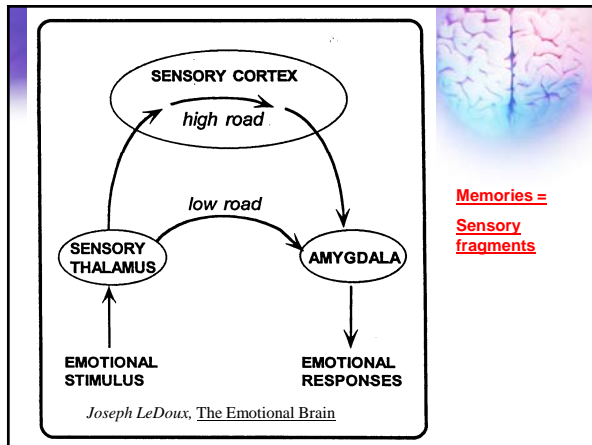 SENSORY CORTEX
high road
low road
SENSORY
THALAMUS
AMYGDALA
EMOTIONAL
STIMULUS
EMOTIONAL
RESPONSES
Joseph LeDoux, The Emotional Brain
Memories =
Sensory
fragments